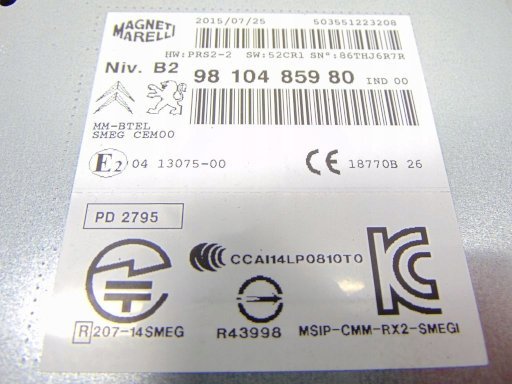 MAGNETI MARELLI
2015/07/25 503551223208
HW:PRS2-2 SW:52CR1 SN°:86THJ6R7R
Niv. B2 98 104 859 80 IND 00
MM-BTEL
SMEG CEM00
E2 04 13075-00 CE 18770B 26
PD 2795
CCAI14LP0810T0
KC
R 207-14SMEG R43998 MSIP-CMM-RX2-SMEGI